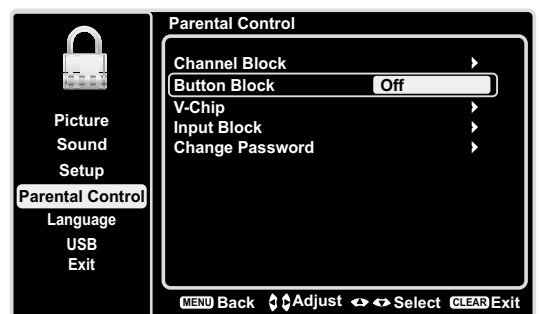 Parental Control
Channel Block
Button Block Off
V-Chip
Input Block
Change Password
Picture
Sound
Setup
Parental Control
Language
USB
Exit
MENU Back Adjust Select CLEAR Exit